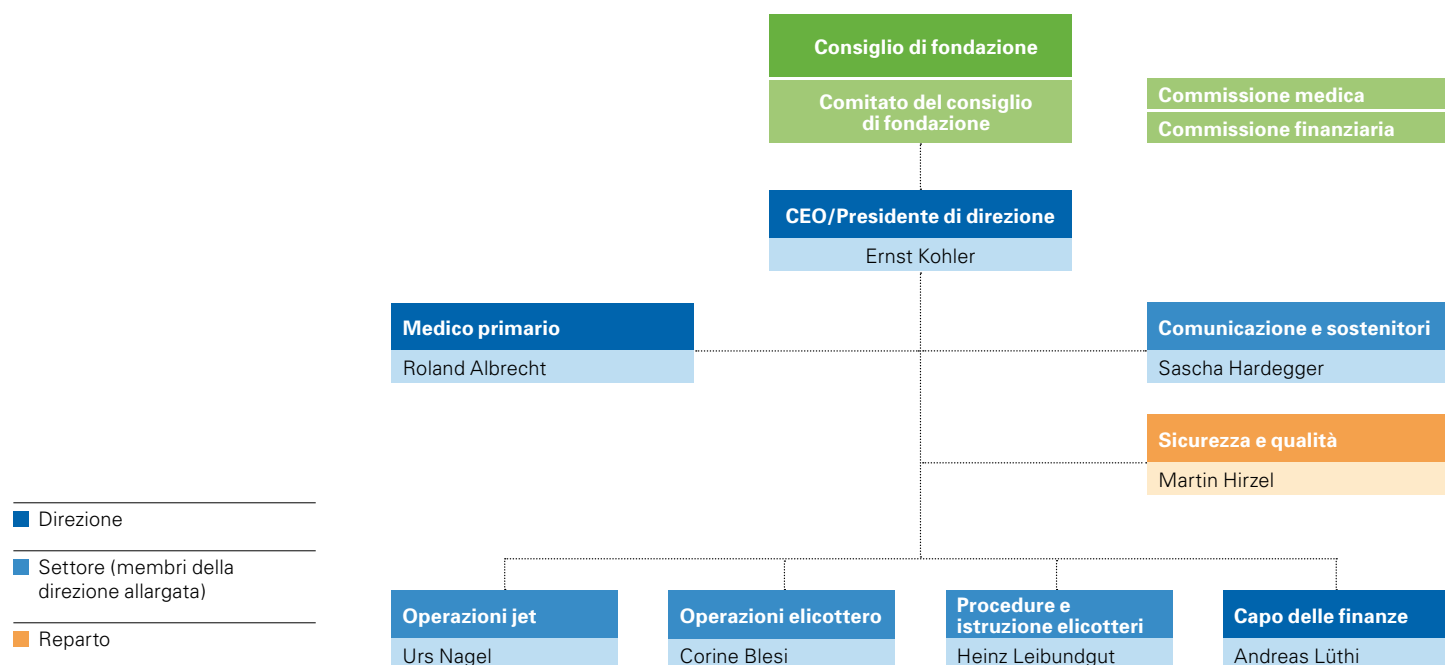 Consiglio di fondazione
Comitato del consiglio
di fondazione
Commissione medica
Commissione finanziaria
CEO/Presidente di direzione
Ernst Kohler
Medico primario
Roland Albrecht
Comunicazione e sostenitori
Sascha Hardegger
Sicurezza e qualità
Martin Hirzel
Direzione
Settore (membri della
direzione allargata)
Reparto
Operazioni jet
Urs Nagel
Operazioni elicottero
Corine Blesi
Procedure e
istruzione elicotteri
Heinz Leibundgut
Capo delle finanze
Andreas Lüthi